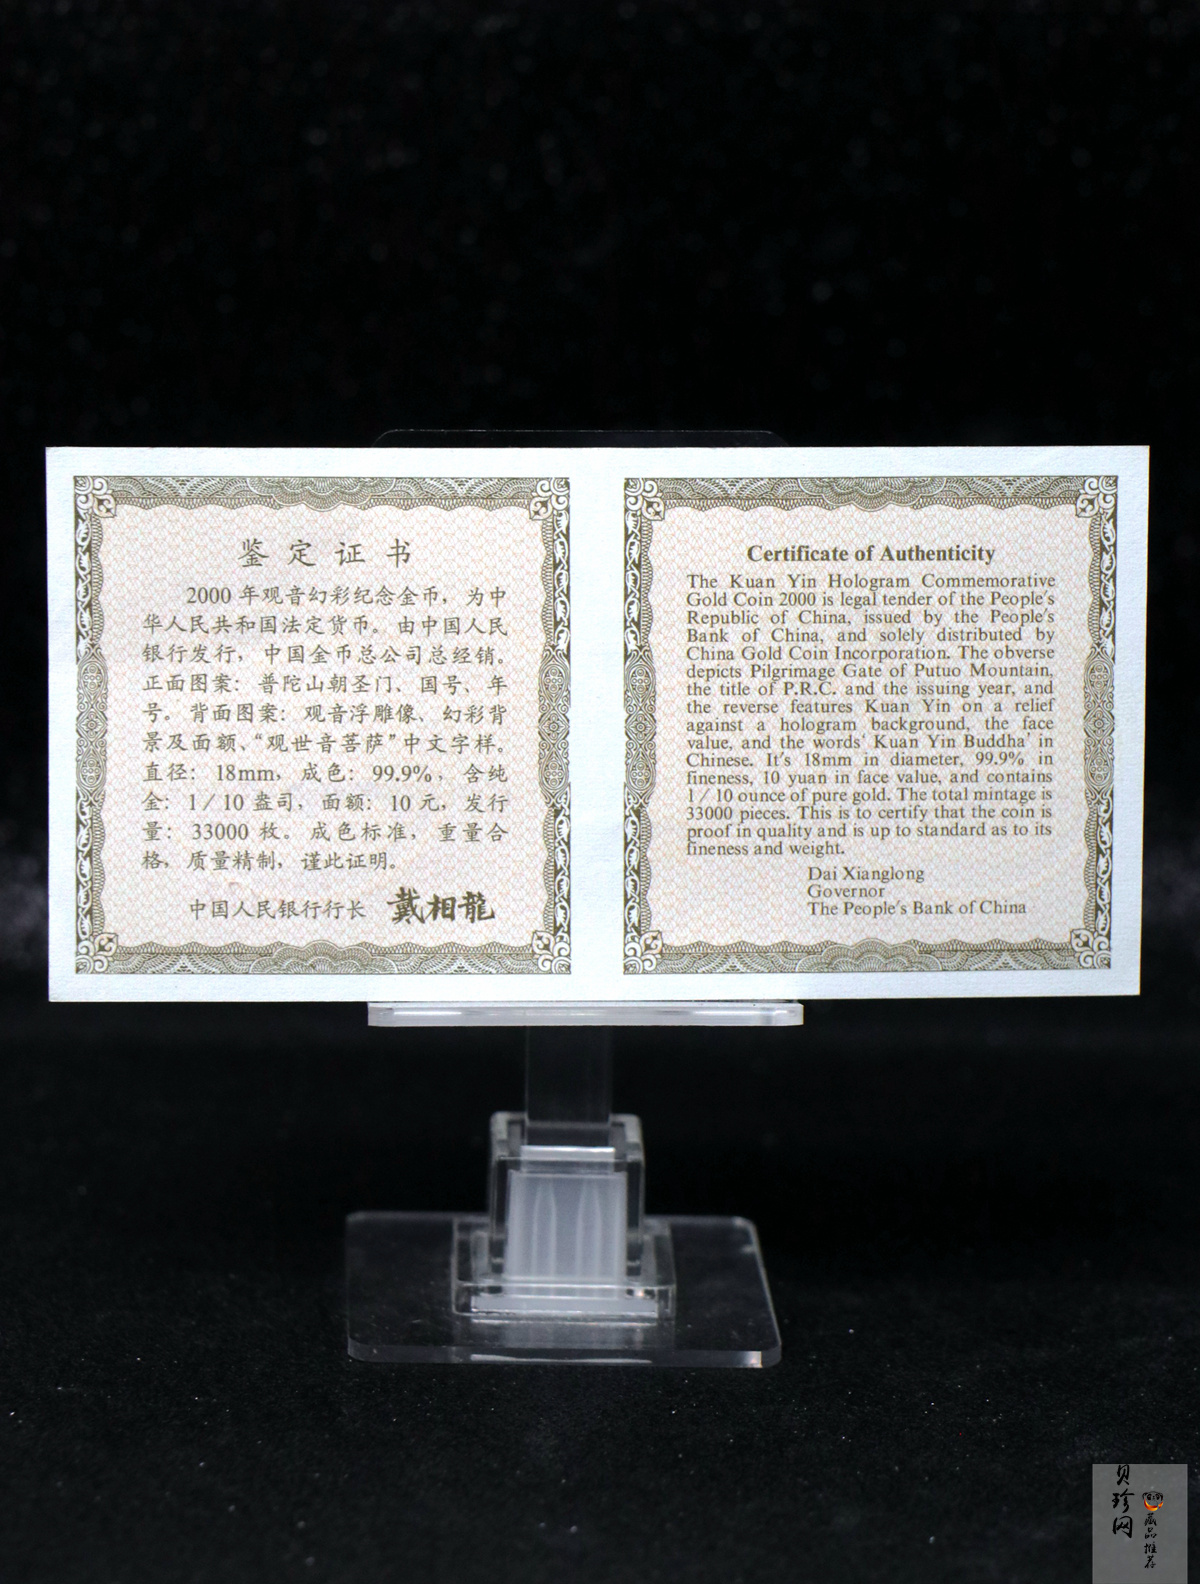 鉴定证书
2000 年观音幻彩纪念金币，为中
华人民共和国法定货币。由中国人民
银行发行，中国金币总公司总经销。
正面图案：普陀山朝圣门、国号、年
号。背面图案：观音浮雕像、幻彩背
景及面额、“观世音菩萨”中文字样。
直径：18mm，成色：99.9%，含纯
金：1／10 盎司，面额：10 元，发行
量：33000 枚。成色标准，重量合
格，质量精制，谨此证明。
中国人民银行行长 戴相龍
Certificate of Authenticity
The Kuan Yin Hologram Commemorative
Gold Coin 2000 is legal tender of the People's
Republic of China, issued by the People's
Bank of China, and solely distributed by
China Gold Coin Incorporation. The obverse
depicts Pilgrimage Gate of Putuo Mountain,
the title of P.R.C. and the issuing year, and
the reverse features Kuan Yin on a relief
against a hologram background, the face
value, and the words' Kuan Yin Buddha' in
Chinese. It's 18mm in diameter, 99.9% in
fineness, 10 yuan in face value, and contains
1／10 ounce of pure gold. The total mintage is
33000 pieces. This is to certify that the coin is
proof in quality and is up to standard as to its
fineness and weight.
Dai Xianglong
Governor
The People's Bank of China
贝珍网
藏品推荐